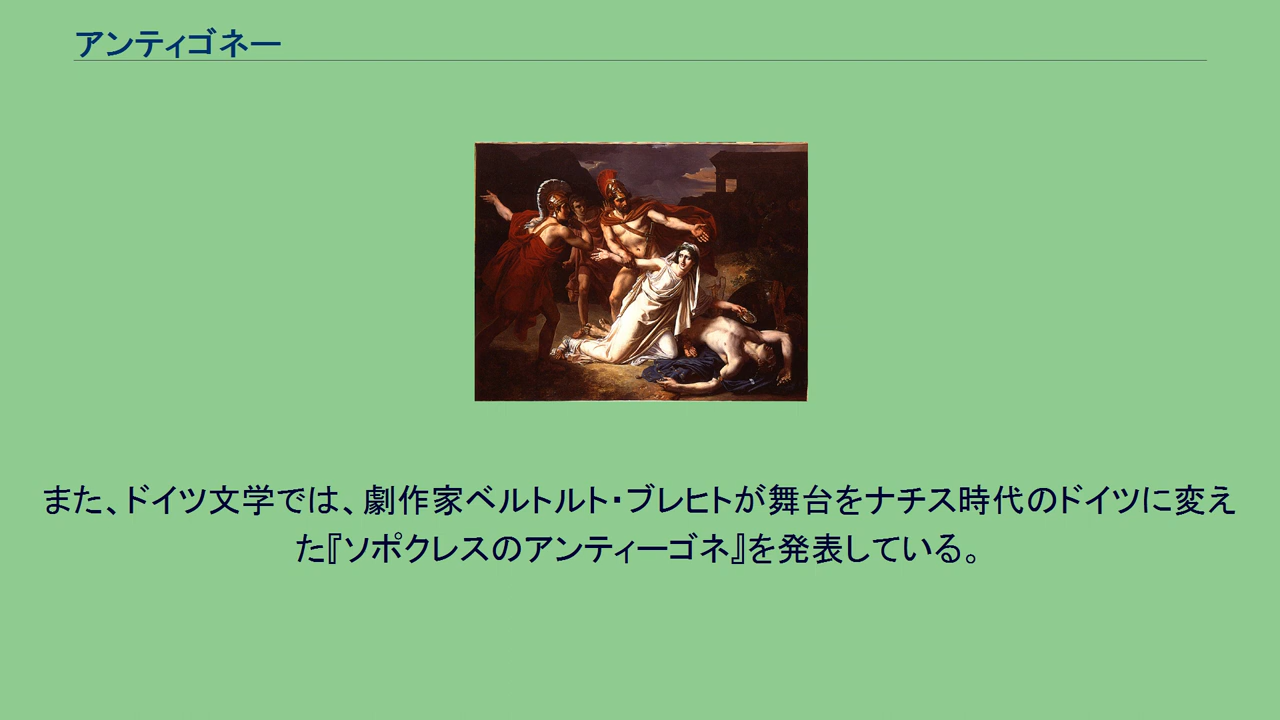 アンティゴネー
また、ドイツ文学では、劇作家ベルトルト・ブレヒトが舞台をナチス時代のドイツに変え
た『ソポクレスのアンティーゴネ』を発表している。